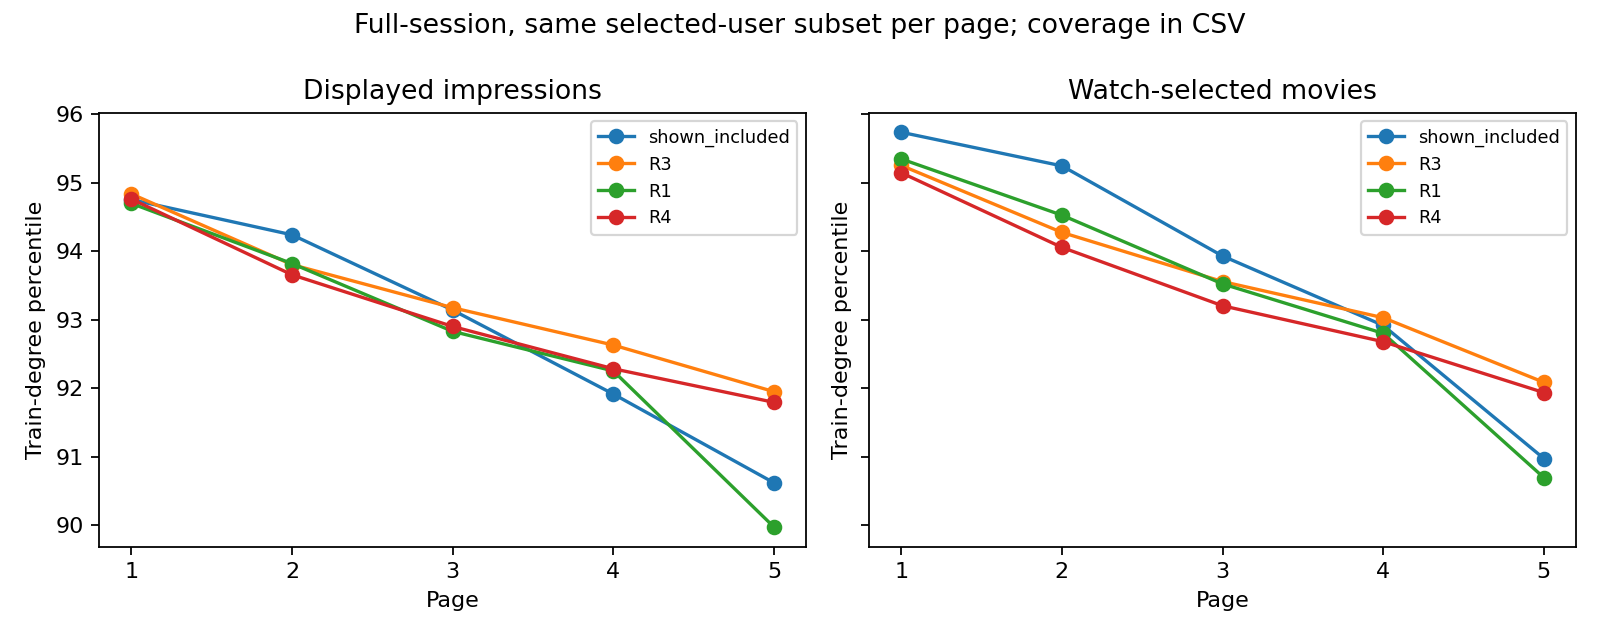 Full-session, same selected-user subset per page; coverage in CSV
Displayed impressions
Train-degree percentile
96
95
94
93
92
91
90
shown_included
R3
R1
R4
1 2 3 4 5
Page
Watch-selected movies
Train-degree percentile
shown_included
R3
R1
R4
1 2 3 4 5
Page